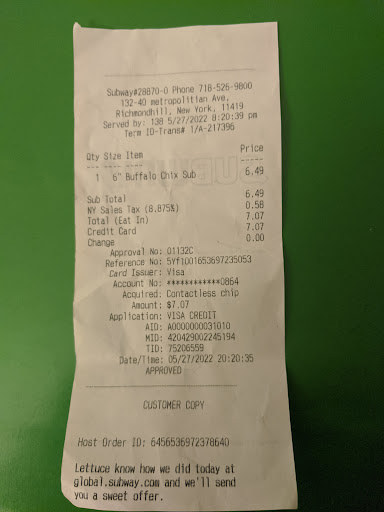 Subway#28870-0 Phone 718-526-9800
132-40 matropolitian Ave,
Richmondhill, New York, 11419
Served by: 138 5/27/2022 8:20:39 pm
Term ID-Trans# 1/A-217396
Qty Size Item Price
1 6" Buffalo Chix Sub 6.49
Sub Total 6.49
NY Sales Tax (8.875%) 0.58
Total (Eat In) 7.07
Credit Card 7.07
Change 0.00
Approval No: 01132C
Reference No: 5Yf1001653697235053
Card Issuer: Visa
Account No: ************0864
Acquired: Contactless chip
Amount: $7.07
Application: VISA CREDIT
AID: A0000000031010
MID: 420429002245194
TID: 75206559
Date/Time: 05/27/2022 20:20:35
APPROVED
CUSTOMER COPY
Host Order ID: 6456536972378640
Lettuce know how we did today at
global.subway.com and we'll send
you a sweet offer.